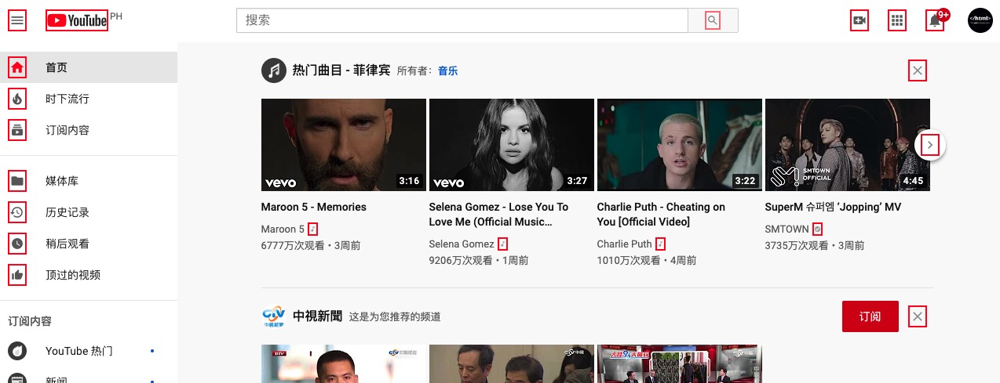 YouTube PH
搜索
9+
</html>
首页
时下流行
订阅内容
媒体库
历史记录
稍后观看
顶过的视频
订阅内容
YouTube 热门
新闻
热门曲目 - 菲律宾 所有者： 音乐
vevo 3:16
vevo 3:27
3:22
SMTOWN OFFICIAL 4:45
Maroon 5 - Memories
Maroon 5
6777万次观看 • 3周前
Selena Gomez - Lose You To
Love Me (Official Music…
Selena Gomez
9206万次观看 • 1周前
Charlie Puth - Cheating on
You [Official Video]
Charlie Puth
1010万次观看 • 4周前
SuperM 슈퍼엠 ‘Jopping’ MV
SMTOWN
3735万次观看 • 3周前
中視新聞 这是为您推荐的频道
订阅